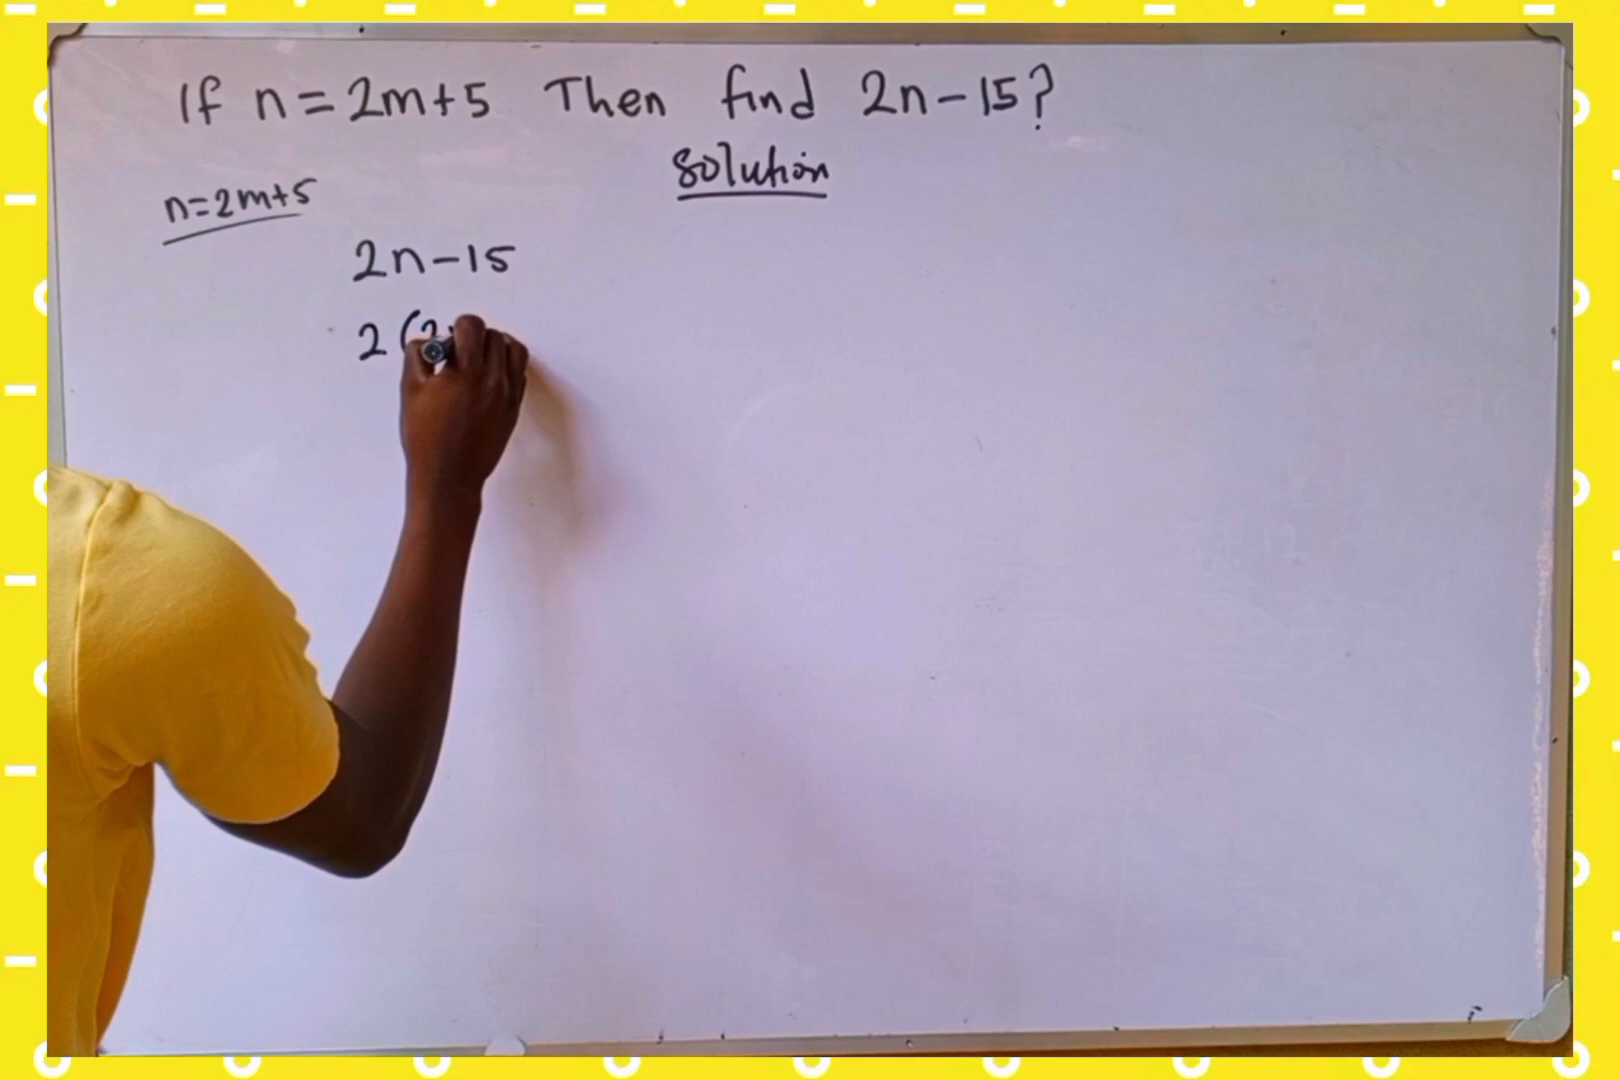 If n = 2m+5 Then find 2n-15?
Solution
n=2m+5
2n-15
2(2